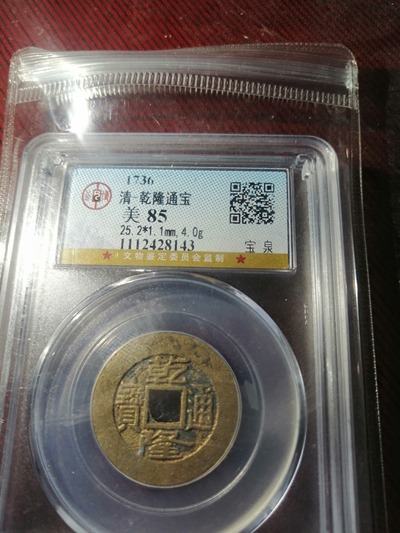 1736
清-乾隆通宝
美 85
25.2*1.1mm,4.0g
1112428143
宝 泉
文物鉴定委员会监制
乾隆通寶